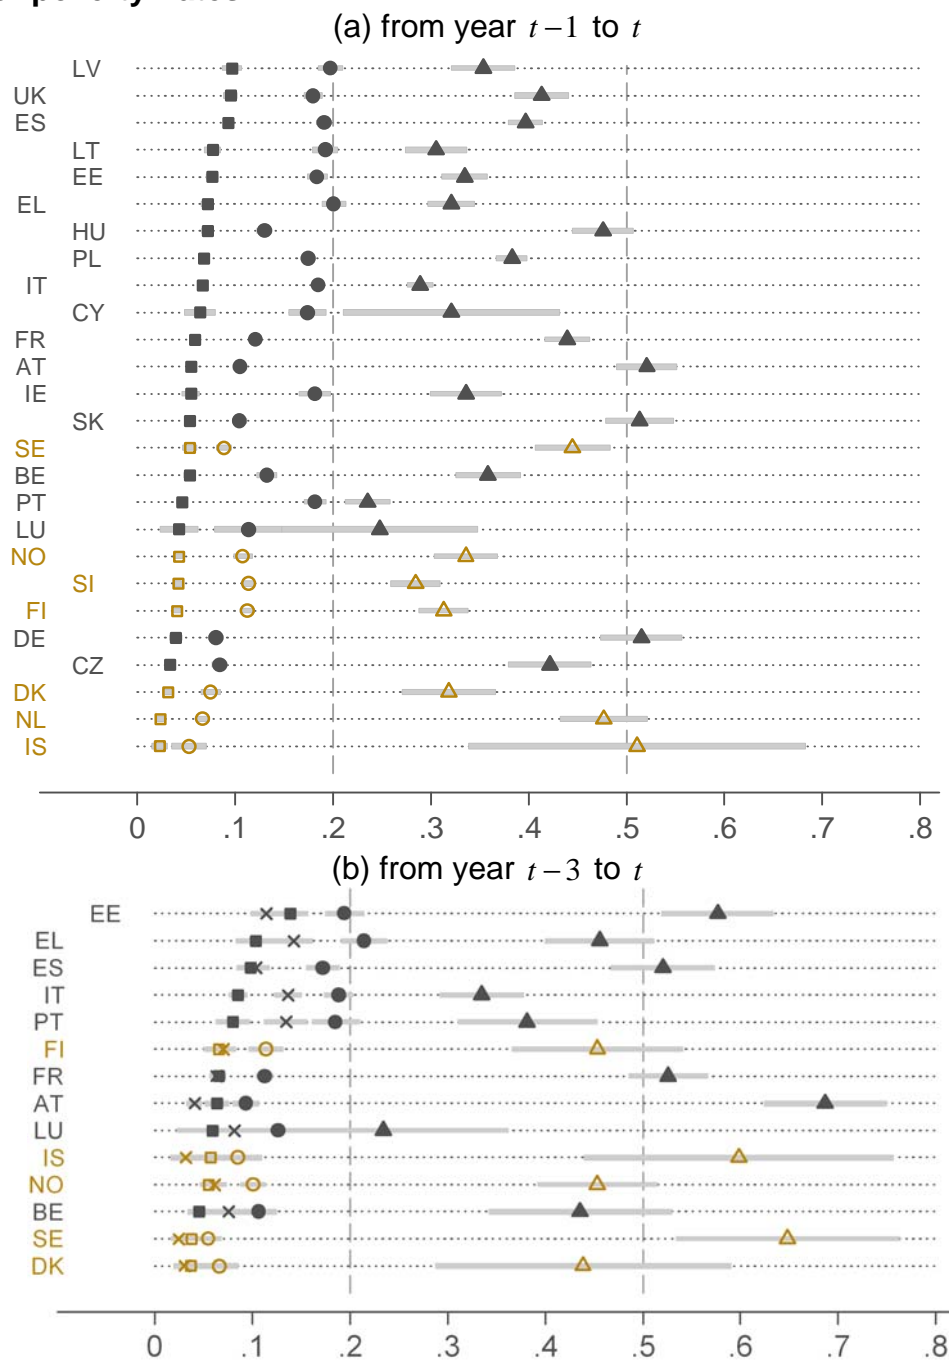 (a) from year t−1 to t
LV
UK
ES
LT
EE
EL
HU
PL
IT
CY
FR
AT
IE
SK
SE
BE
PT
LU
NO
SI
FI
DE
CZ
DK
NL
IS
0 .1 .2 .3 .4 .5 .6 .7 .8
(b) from year t−3 to t
EE
EL
ES
IT
PT
FI
FR
AT
LU
IS
NO
BE
SE
DK
0 .1 .2 .3 .4 .5 .6 .7 .8